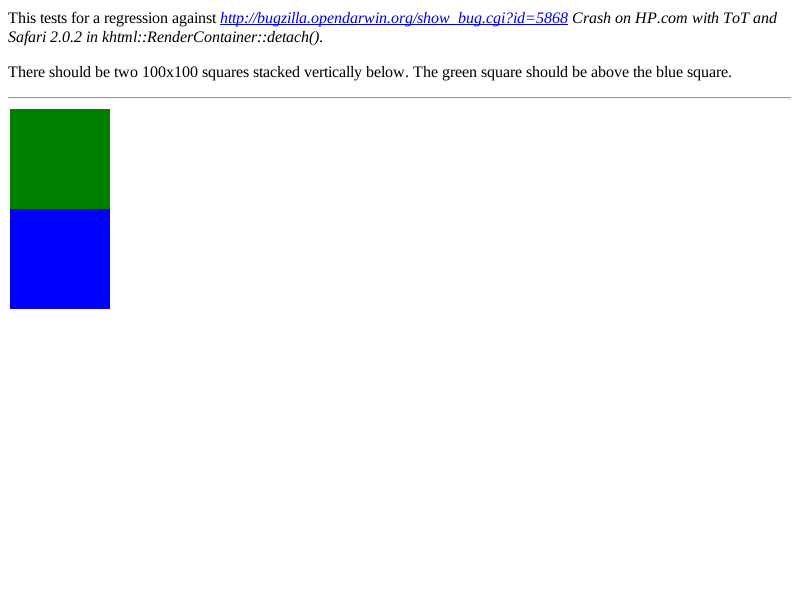 This tests for a regression against http://bugzilla.opendarwin.org/show_bug.cgi?id=5868 Crash on HP.com with ToT and
Safari 2.0.2 in khtml::RenderContainer::detach().
There should be two 100x100 squares stacked vertically below. The green square should be above the blue square.